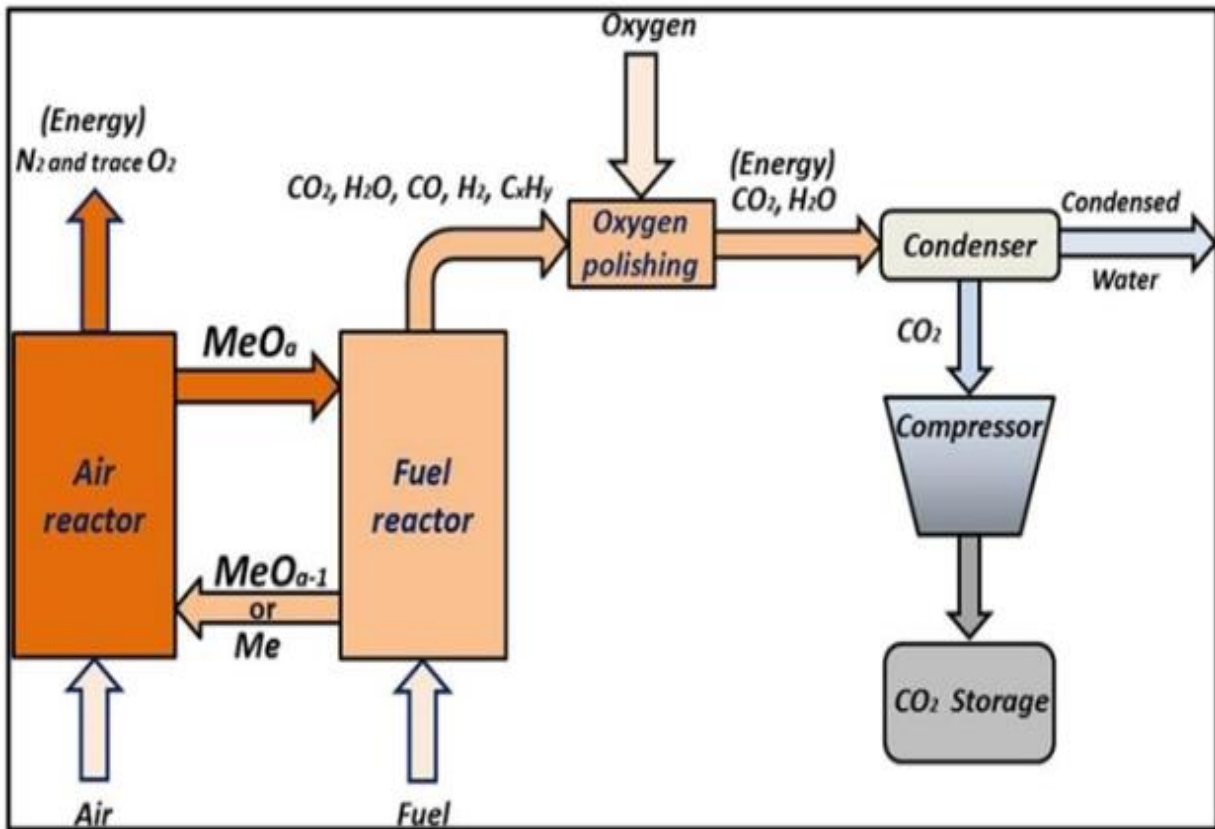 Oxygen
(Energy)
N₂ and trace O₂
CO₂, H₂O, CO, H₂, CₓHᵧ
(Energy)
CO₂, H₂O
Oxygen
polishing
Condenser
Condensed
Water
CO₂
MeOₐ
Compressor
Air
reactor
Fuel
reactor
MeOₐ₋₁
or
Me
CO₂ Storage
Air
Fuel